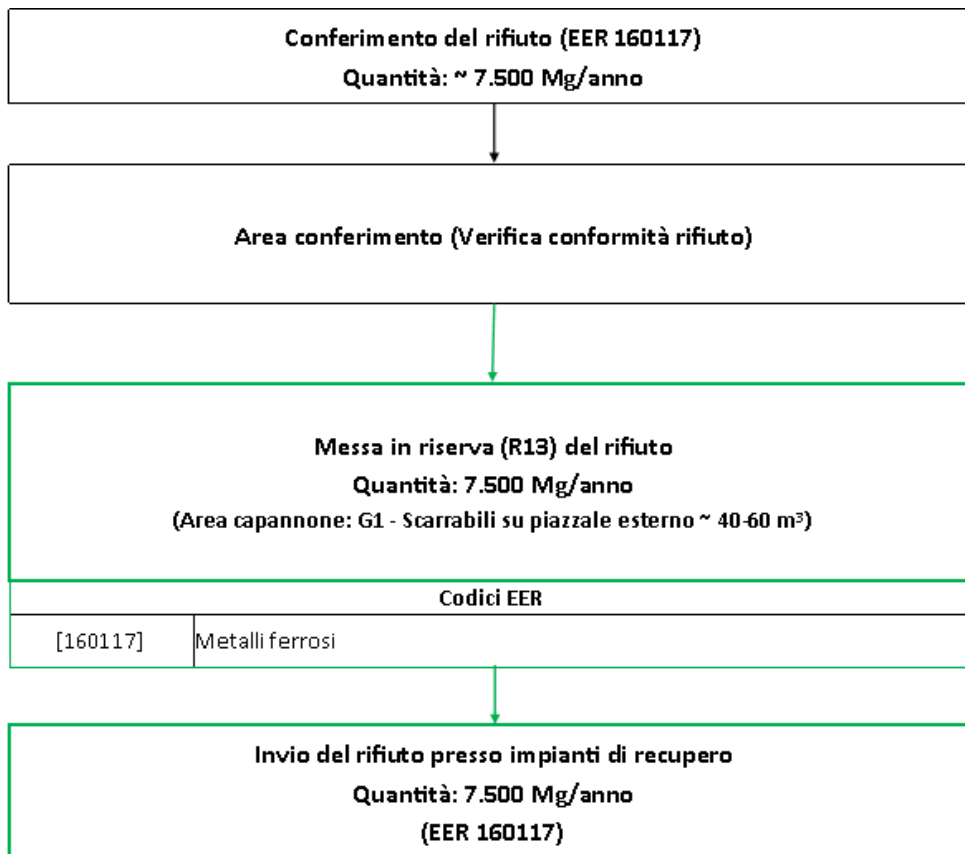 Conferimento del rifiuto (EER 160117)
Quantità: ~ 7.500 Mg/anno
Area conferimento (Verifica conformità rifiuto)
Messa in riserva (R13) del rifiuto
Quantità: 7.500 Mg/anno
(Area capannone: G1 - Scarrabili su piazzale esterno ~ 40-60 m³)
Codici EER
[160117] Metalli ferrosi
Invio del rifiuto presso impianti di recupero
Quantità: 7.500 Mg/anno
(EER 160117)